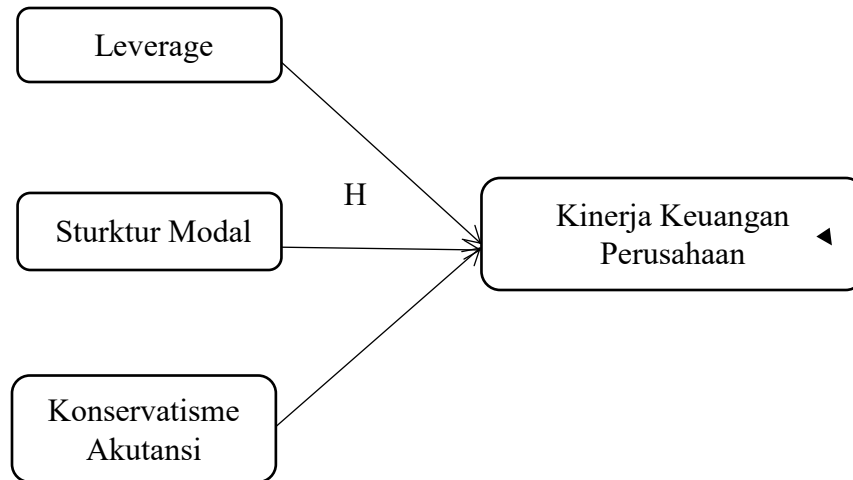 Leverage
H
Sturktur Modal
Kinerja Keuangan
Perusahaan
Konservatisme
Akutansi